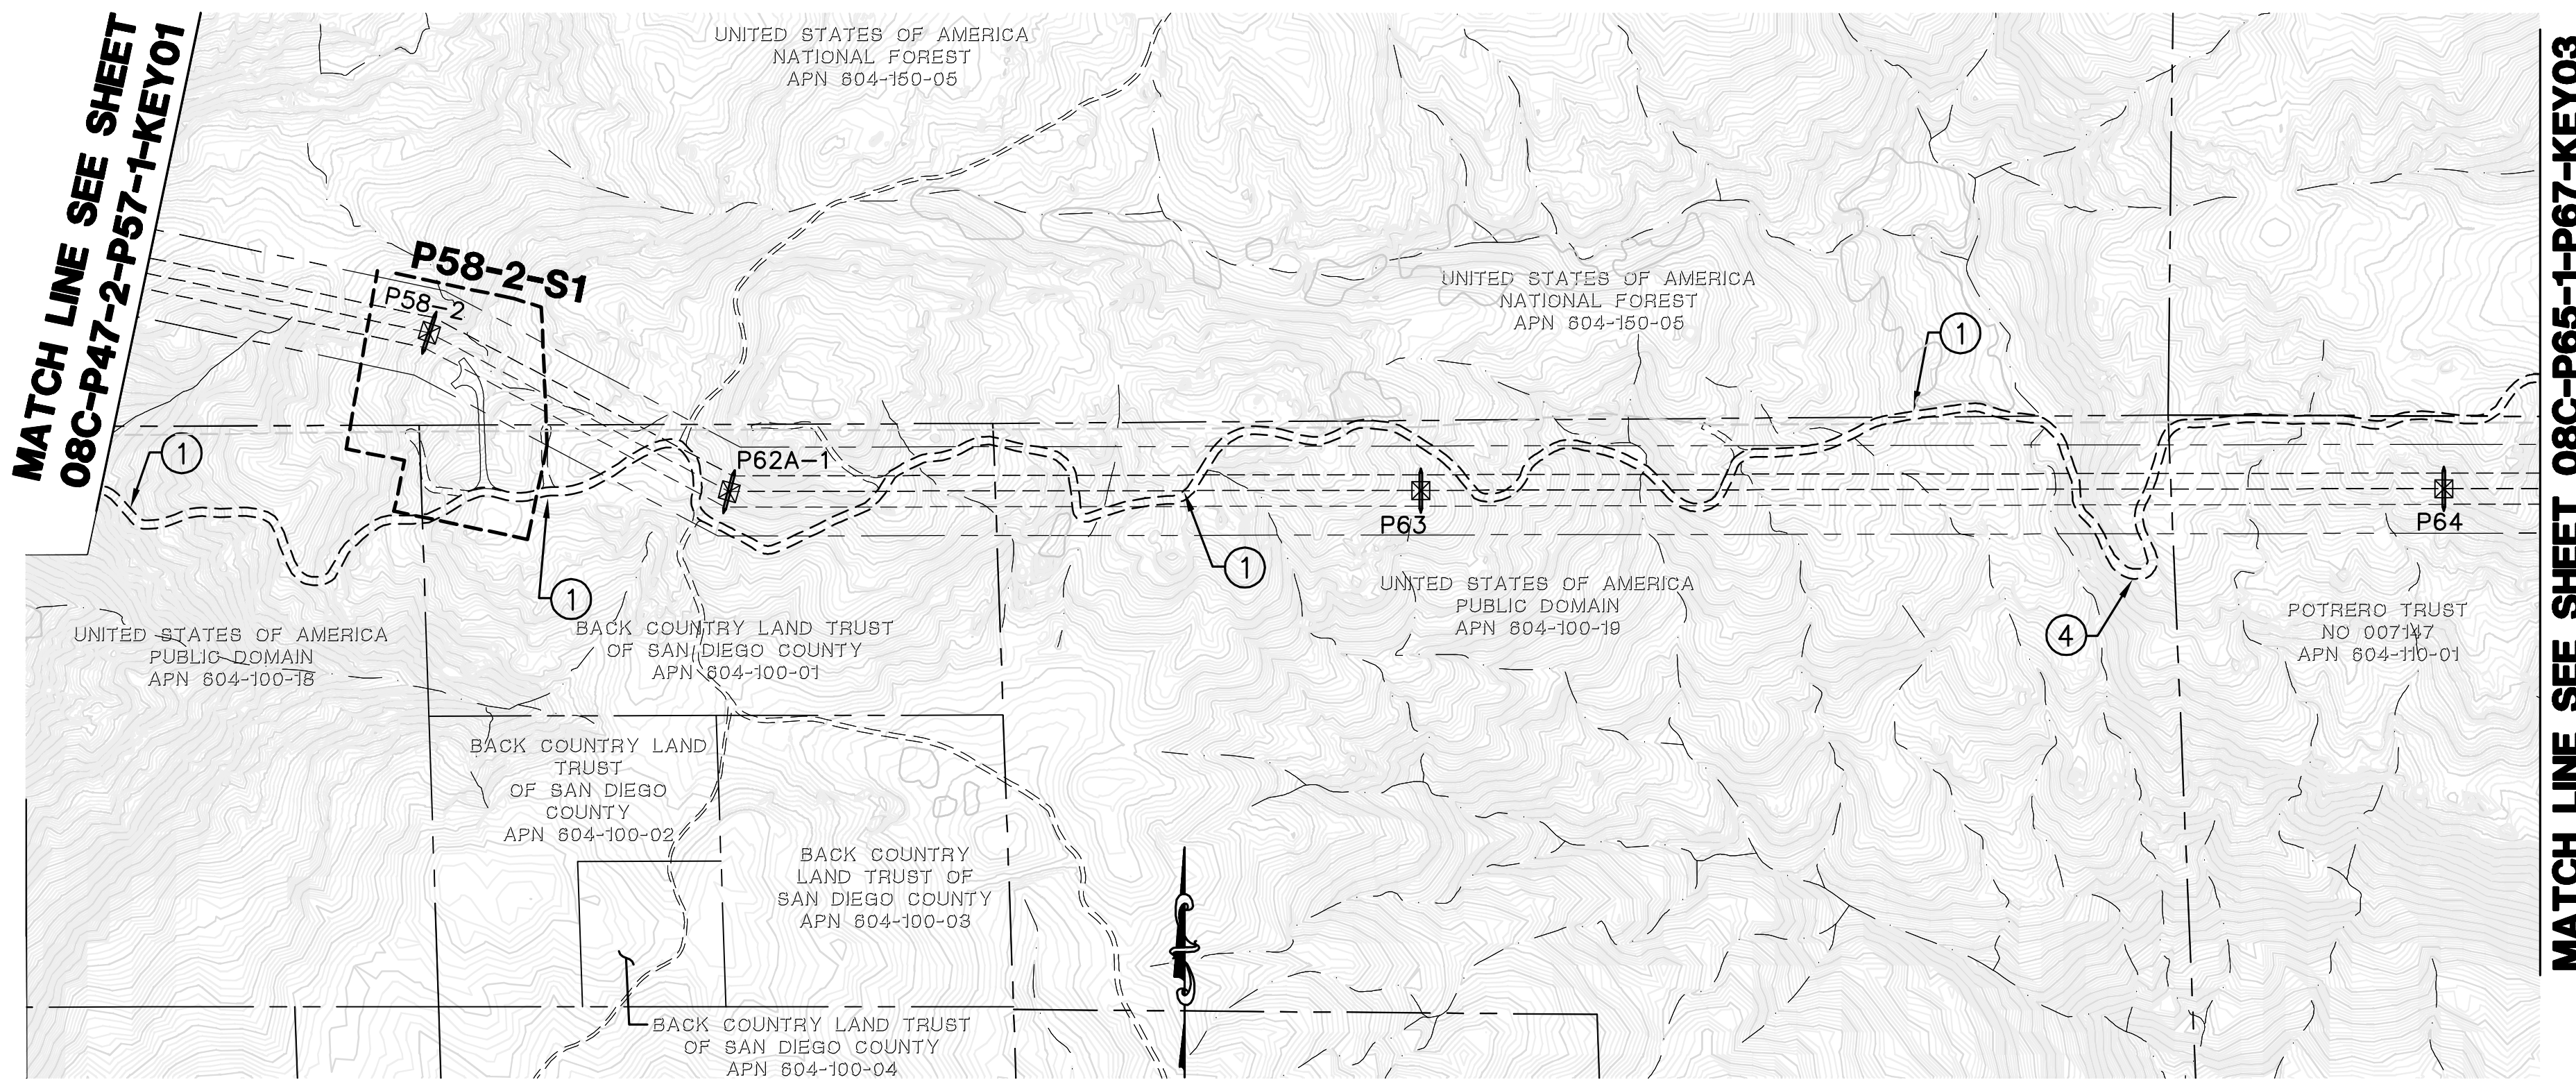 MATCH LINE SEE SHEET
08C-P47-2-P57-1-KEY01
UNITED STATES OF AMERICA
NATIONAL FOREST
APN 604-150-05
P58-2-S1
P58-2
UNITED STATES OF AMERICA
NATIONAL FOREST
APN 604-150-05
1
1
P62A-1
P63
P64
1
1
4
UNITED STATES OF AMERICA
PUBLIC DOMAIN
APN 604-100-18
BACK COUNTRY LAND TRUST
OF SAN DIEGO COUNTY
APN 604-100-01
UNITED STATES OF AMERICA
PUBLIC DOMAIN
APN 604-100-19
POTRERO TRUST
NO 007147
APN 604-110-01
BACK COUNTRY LAND
TRUST
OF SAN DIEGO
COUNTY
APN 604-100-02
BACK COUNTRY
LAND TRUST OF
SAN DIEGO COUNTY
APN 604-100-03
BACK COUNTRY LAND TRUST
OF SAN DIEGO COUNTY
APN 604-100-04
MATCH LINE SEE SHEET 08C-P65-1-P67-KEY03